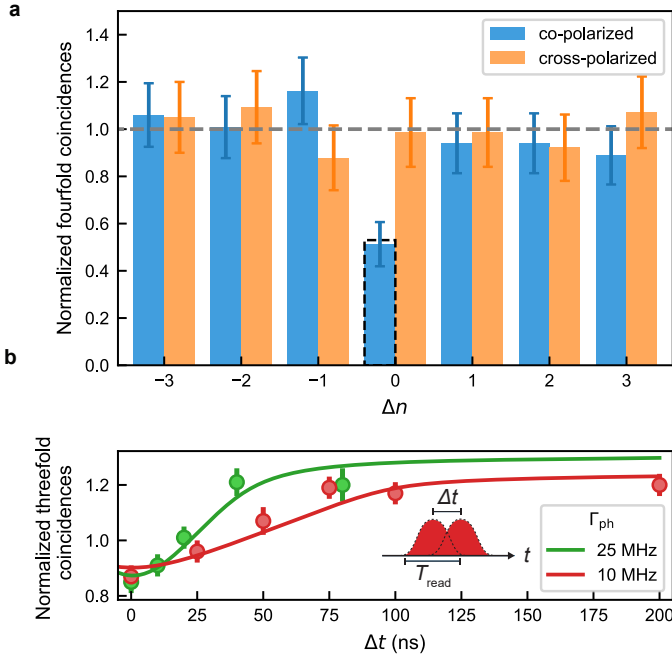 a
Normalized fourfold coincidences
1.4
1.2
1.0
0.8
0.6
0.4
0.2
0.0
co-polarized
cross-polarized
−3
−2
−1
0
1
2
3
Δn
b
Normalized threefold
coincidences
1.2
1.0
0.8
Δt
t
T_read
Γ_ph
25 MHz
10 MHz
0
25
50
75
100
125
150
175
200
Δt (ns)